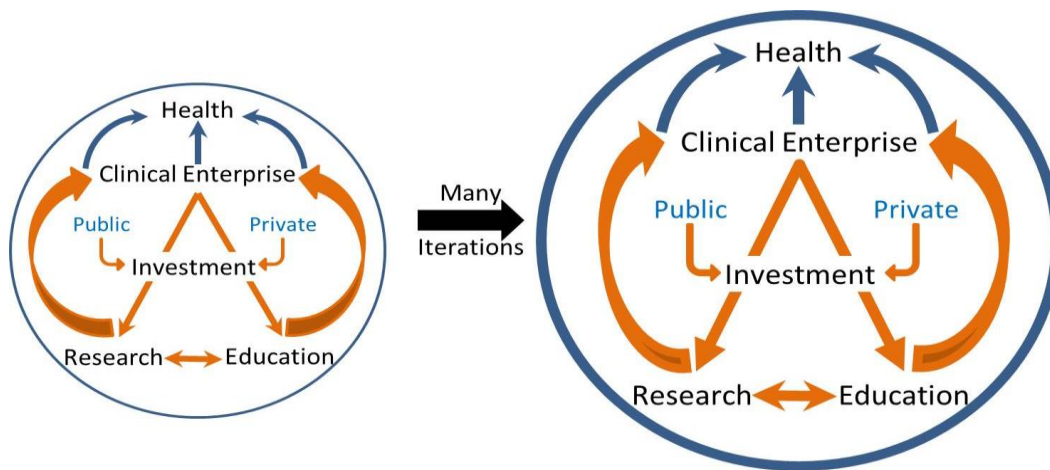 Health
Clinical Enterprise
Public Private
Investment
Research Education
Many
Iterations
Health
Clinical Enterprise
Public Private
Investment
Research Education